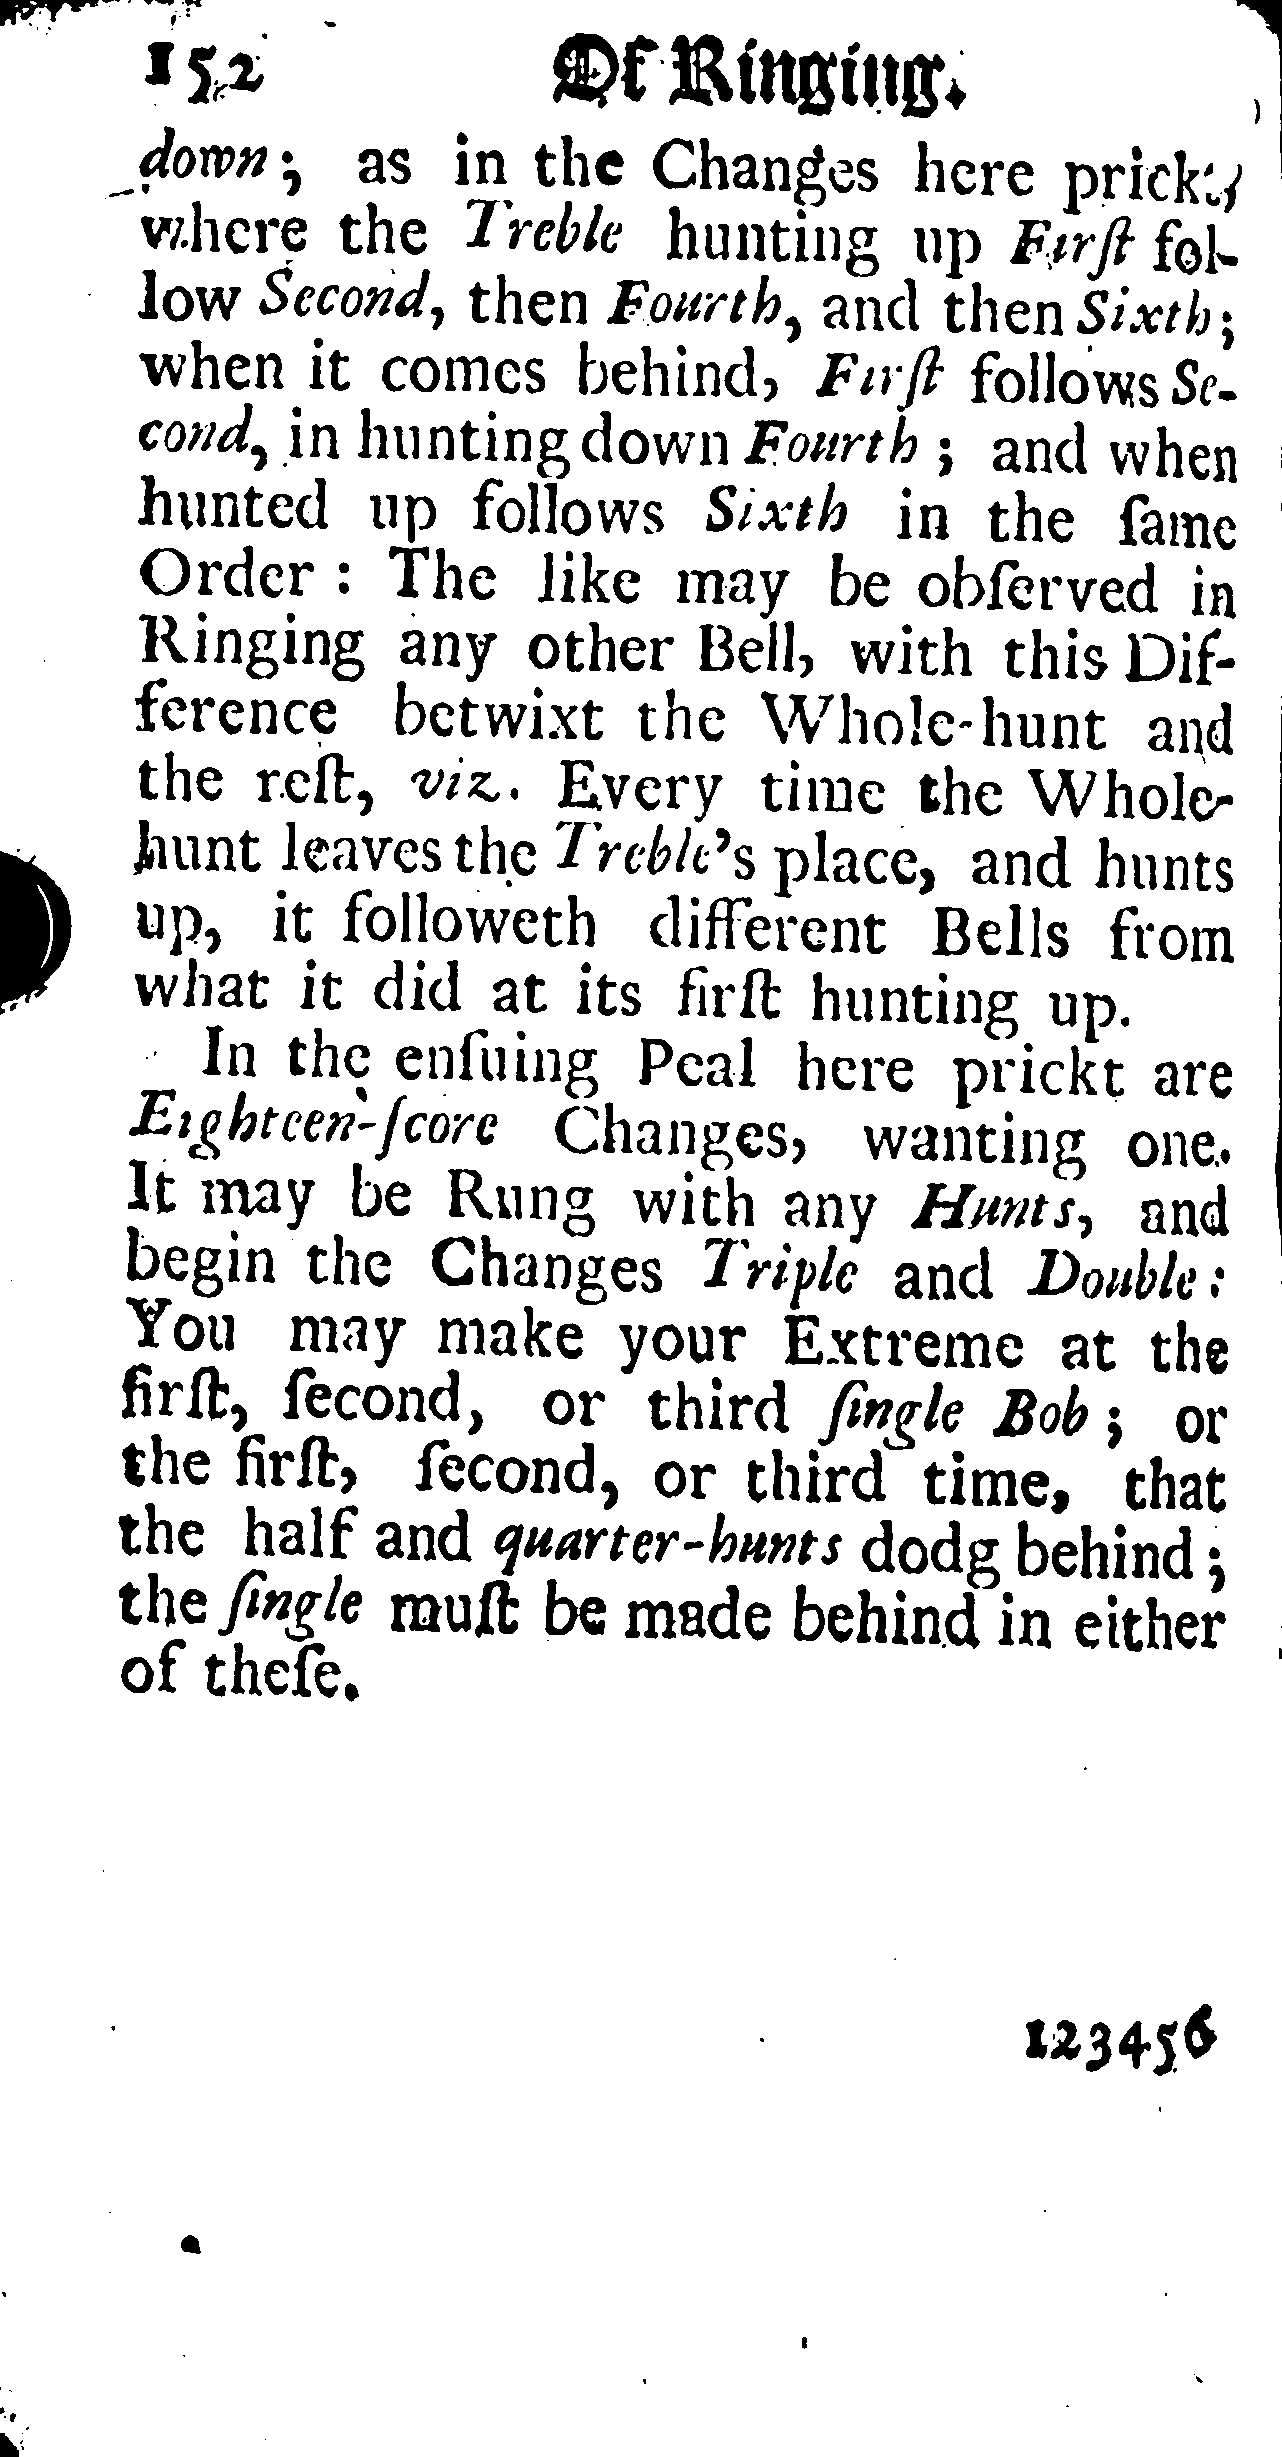 152 Of Ringing.
down; as in the Changes here prickt,
where the Treble hunting up Firſt fol-
low Second, then Fourth, and then Sixth;
when it comes behind, Firſt follows Se-
cond, in hunting down Fourth; and when
hunted up follows Sixth in the ſame
Order: The like may be obſerved in
Ringing any other Bell, with this Dif-
ference betwixt the Whole-hunt and
the reſt, viz. Every time the Whole-
hunt leaves the Treble's place, and hunts
up, it followeth different Bells from
what it did at its firſt hunting up.
In the enſuing Peal here prickt are
Eighteen-ſcore Changes, wanting one.
It may be Rung with any Hunts, and
begin the Changes Triple and Double:
You may make your Extreme at the
firſt, ſecond, or third ſingle Bob; or
the firſt, ſecond, or third time, that
the half and quarter-hunts dodg behind;
the ſingle muſt be made behind in either
of theſe.
123456